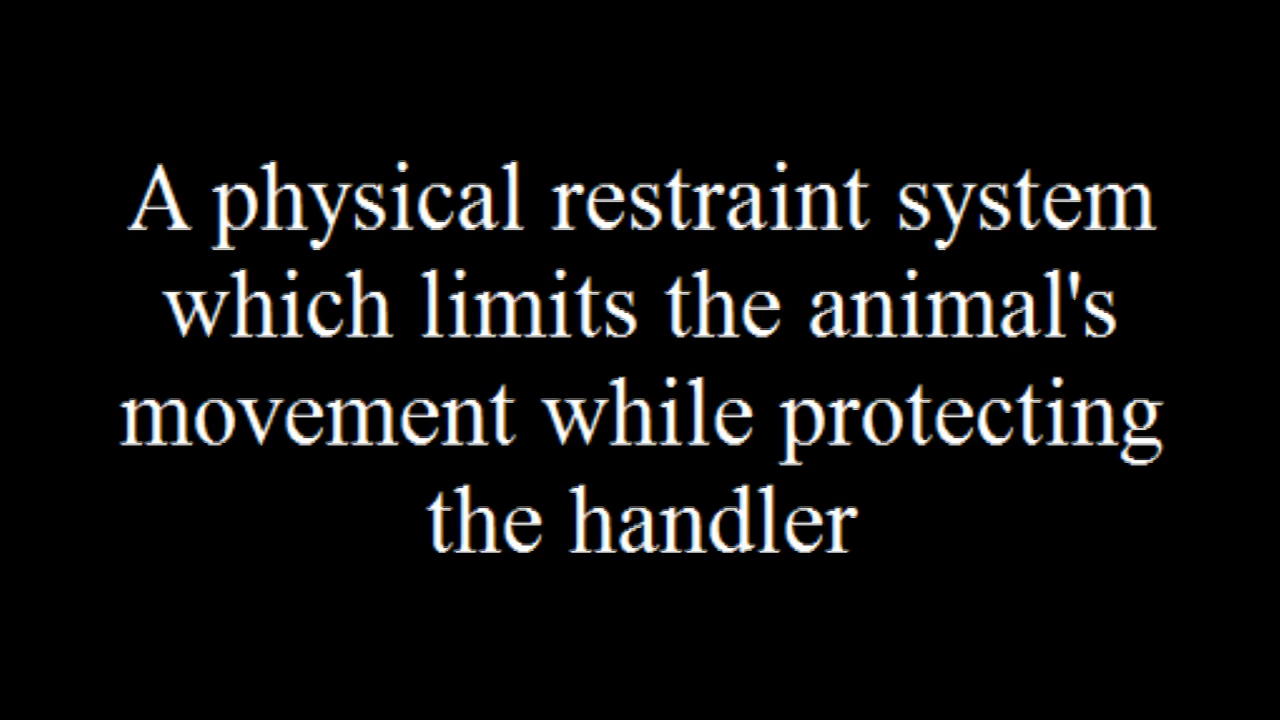 A physical restraint system
which limits the animal's
movement while protecting
the handler